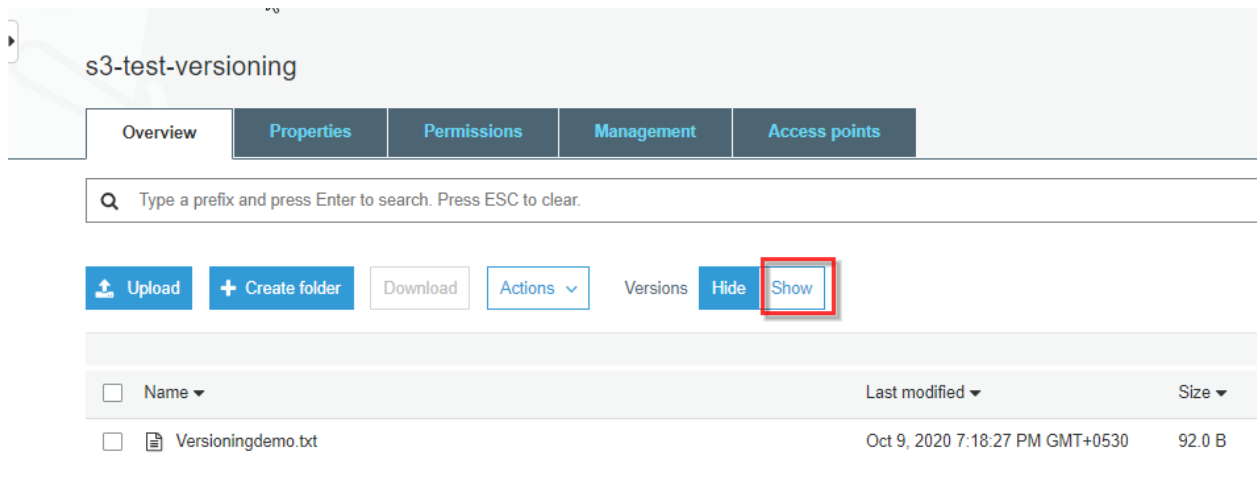 s3-test-versioning
Overview Properties Permissions Management Access points
Type a prefix and press Enter to search. Press ESC to clear.
Upload Create folder Download Actions Versions Hide Show
Name Last modified Size
Versioningdemo.txt Oct 9, 2020 7:18:27 PM GMT+0530 92.0 B